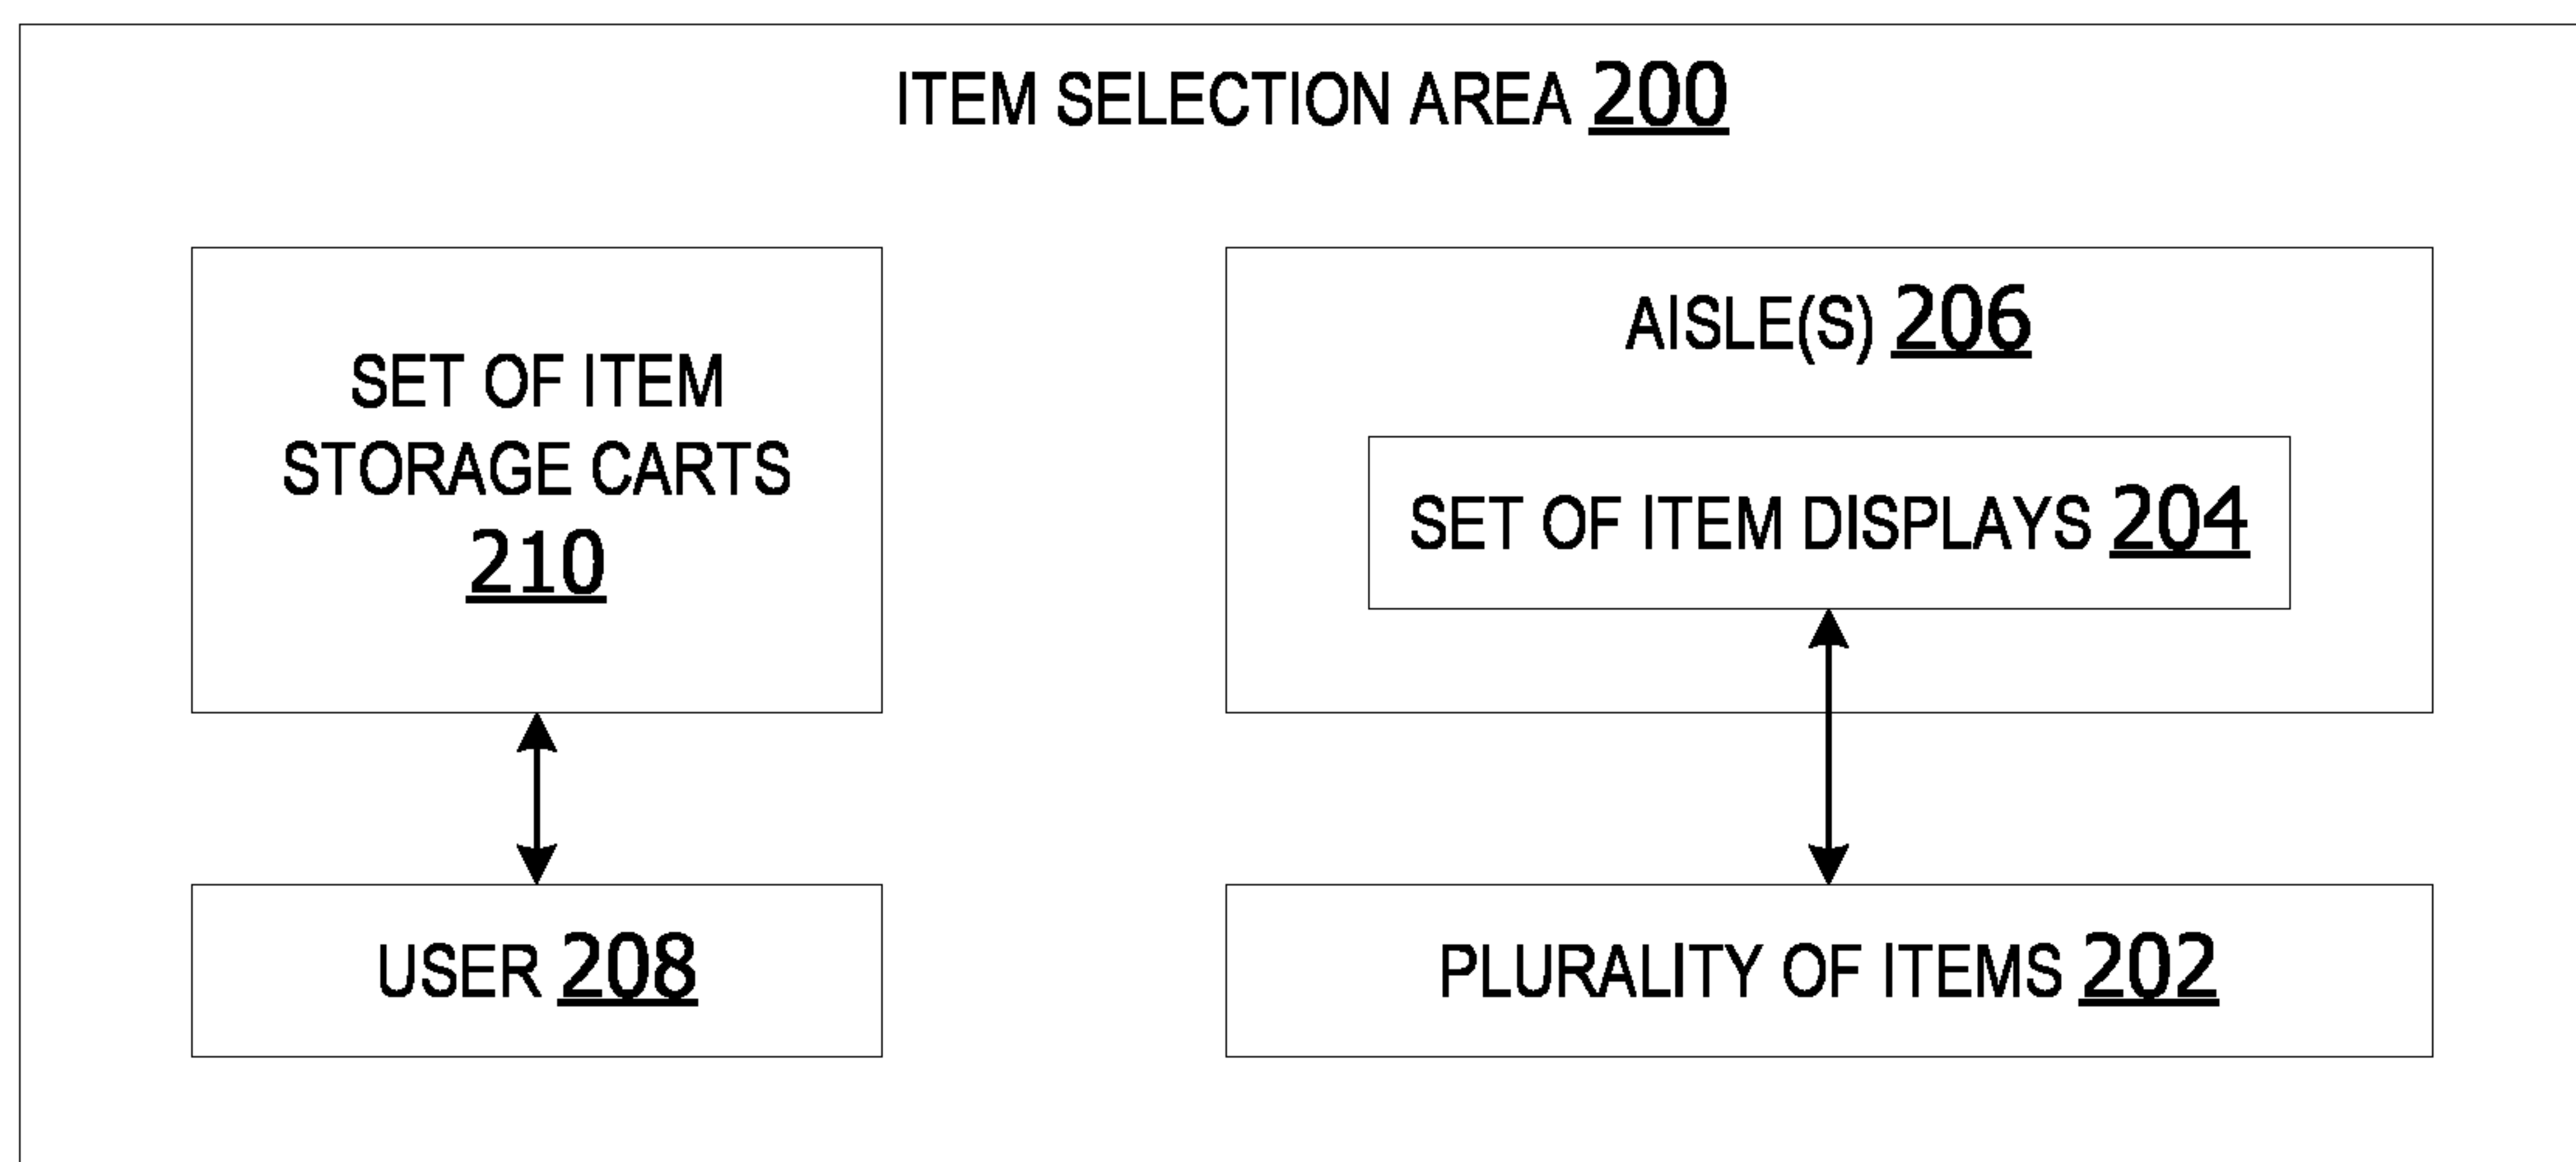 ITEM SELECTION AREA 200
SET OF ITEM
STORAGE CARTS
210
AISLE(S) 206
SET OF ITEM DISPLAYS 204
USER 208
PLURALITY OF ITEMS 202